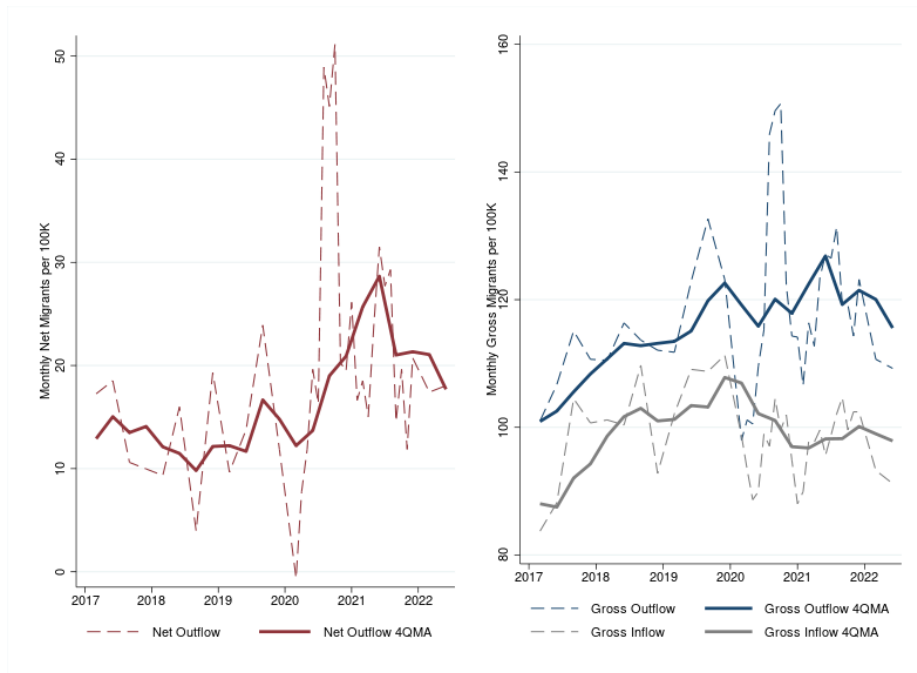 Monthly Net Migrants per 100K
50
40
30
20
10
0
2017 2018 2019 2020 2021 2022
Net Outflow Net Outflow 4QMA
Monthly Gross Migrants per 100K
160
140
120
100
80
2017 2018 2019 2020 2021 2022
Gross Outflow Gross Outflow 4QMA
Gross Inflow Gross Inflow 4QMA